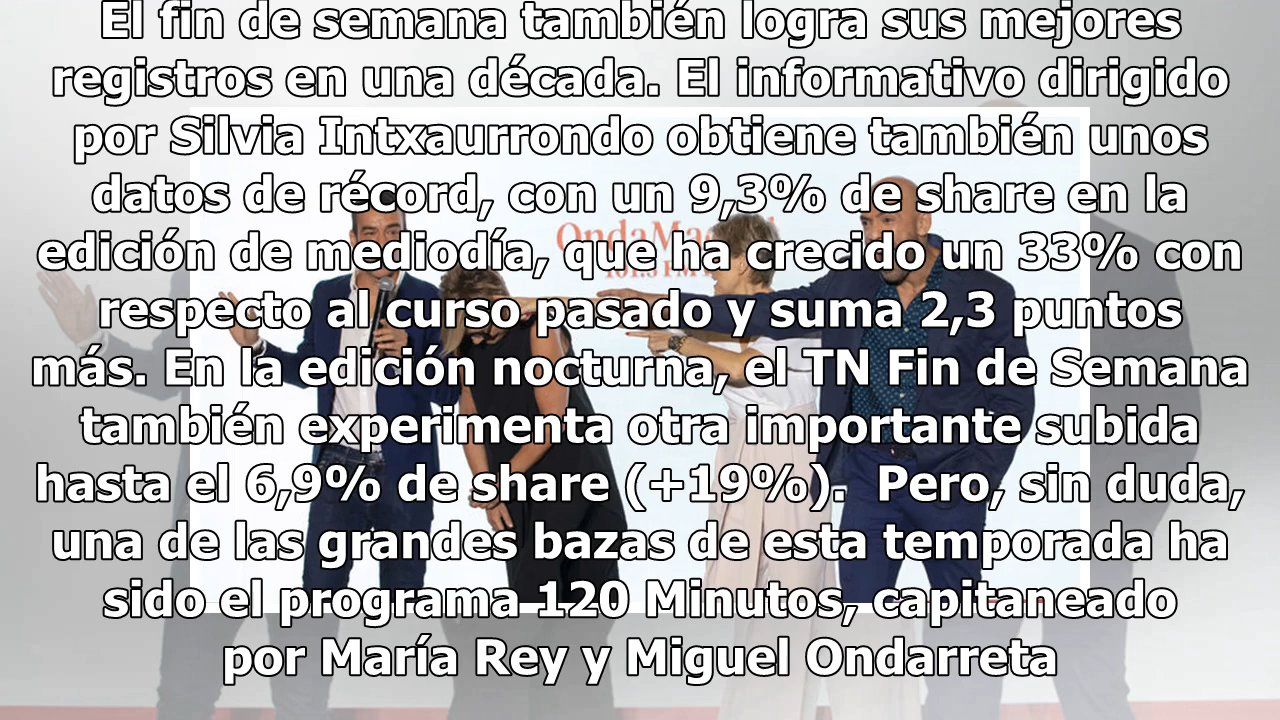 El fin de semana también logra sus mejores
registros en una década. El informativo dirigido
por Silvia Intxaurrondo obtiene también unos
datos de récord, con un 9,3% de share en la
edición de mediodía, que ha crecido un 33% con
respecto al curso pasado y suma 2,3 puntos
más. En la edición nocturna, el TN Fin de Semana
también experimenta otra importante subida
hasta el 6,9% de share (+19%).  Pero, sin duda,
una de las grandes bazas de esta temporada ha
sido el programa 120 Minutos, capitaneado
por María Rey y Miguel Ondarreta